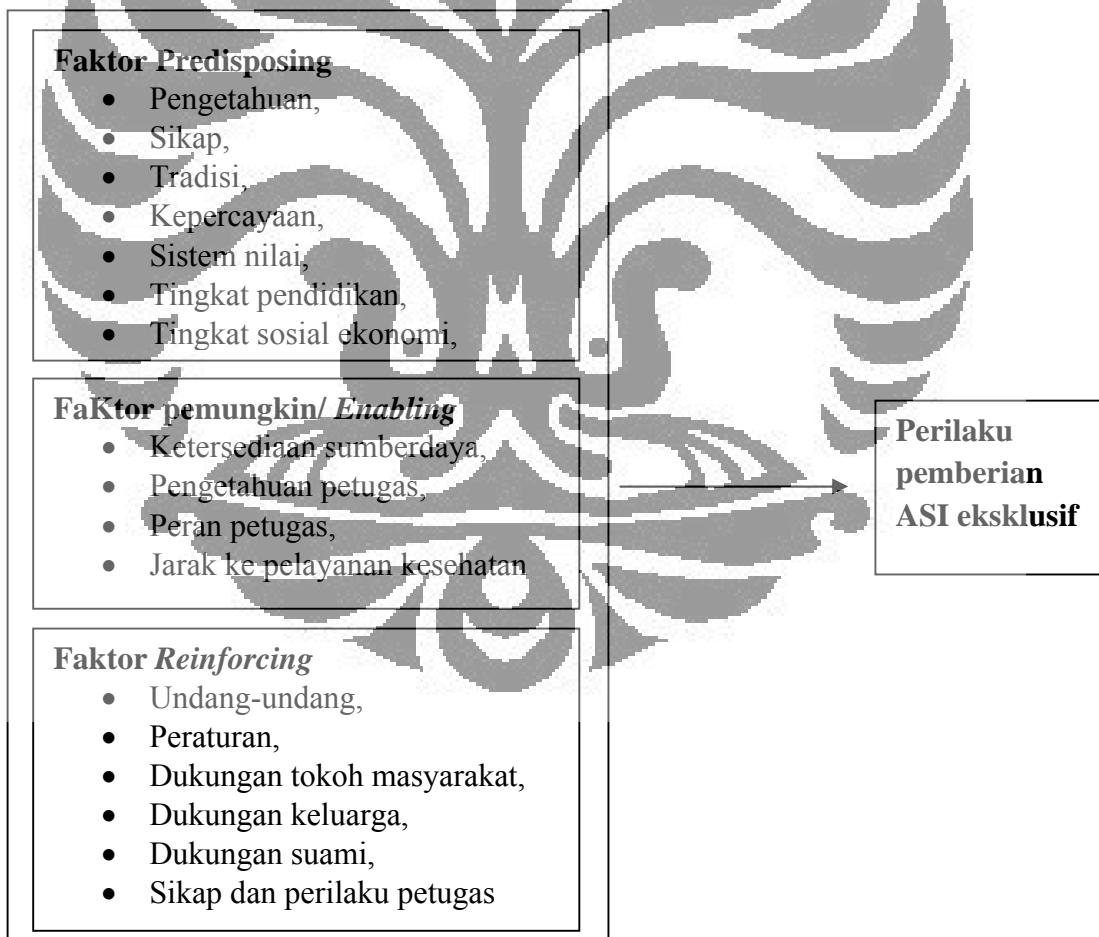 Faktor Predisposing
• Pengetahuan,
• Sikap,
• Tradisi,
• Kepercayaan,
• Sistem nilai,
• Tingkat pendidikan,
• Tingkat sosial ekonomi,
FaKtor pemungkin/ Enabling
• Ketersediaan sumberdaya,
• Pengetahuan petugas,
• Peran petugas,
• Jarak ke pelayanan kesehatan
Faktor Reinforcing
• Undang-undang,
• Peraturan,
• Dukungan tokoh masyarakat,
• Dukungan keluarga,
• Dukungan suami,
• Sikap dan perilaku petugas
Perilaku
pemberian
ASI eksklusif